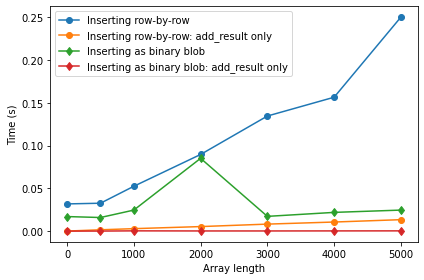 Inserting row-by-row
Inserting row-by-row: add_result only
Inserting as binary blob
Inserting as binary blob: add_result only
Time (s)
0.25
0.20
0.15
0.10
0.05
0.00
0 1000 2000 3000 4000 5000
Array length